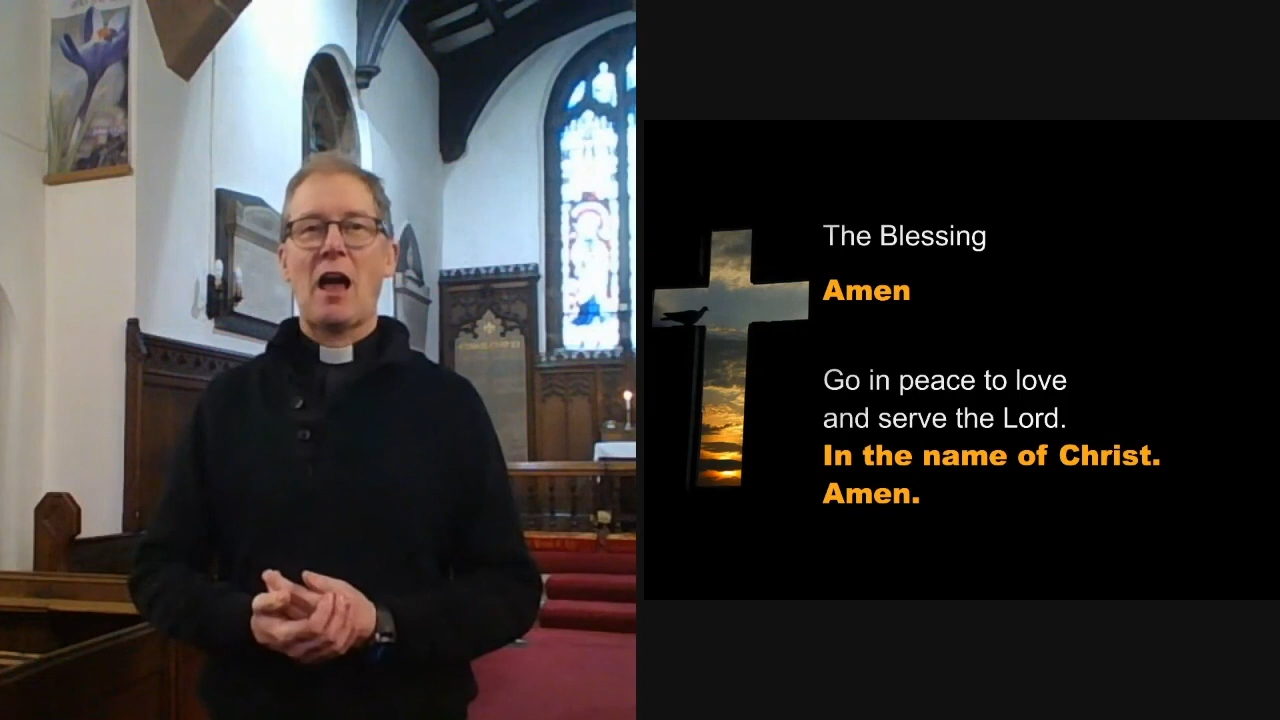 The Blessing
Amen
Go in peace to love
and serve the Lord.
In the name of Christ.
Amen.